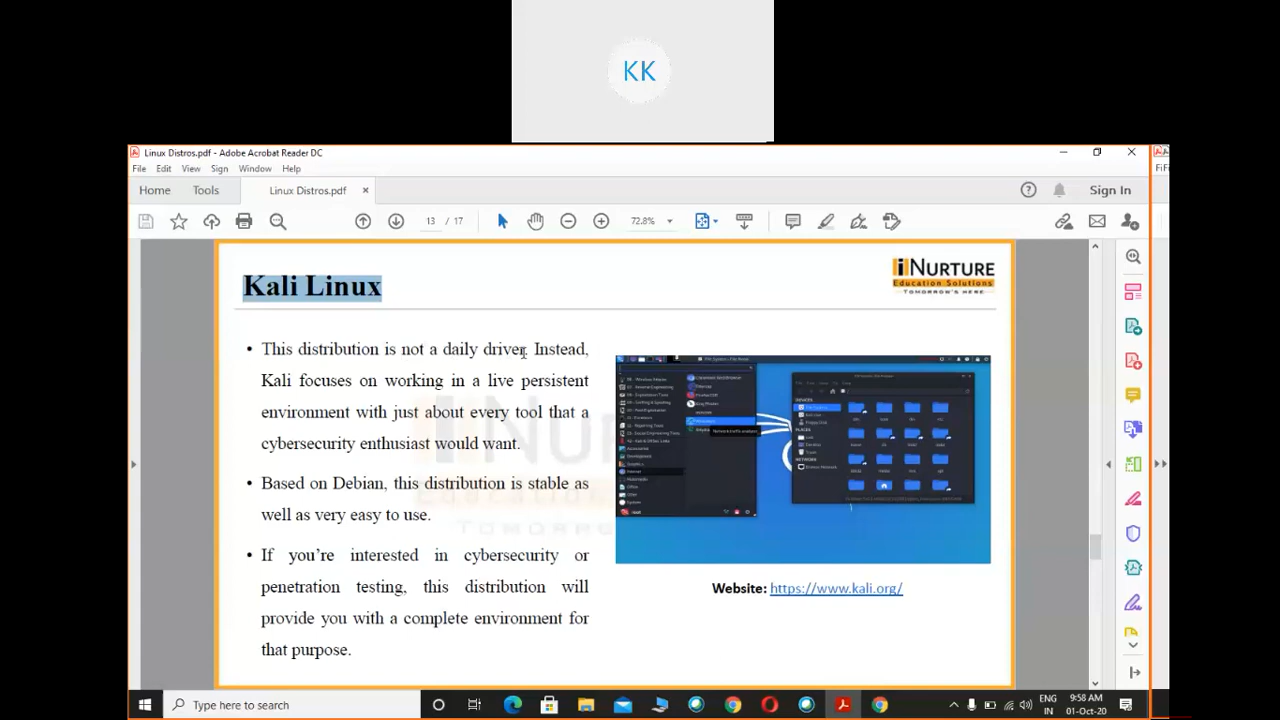 KK
Linux Distros.pdf - Adobe Acrobat Reader DC
File Edit View Sign Window Help
Home Tools Linux Distros.pdf × Sign In
13 / 17 72.8%
Kali Linux
iNURTURE
Education Solutions
TOMORROW'S HERE
• This distribution is not a daily driver. Instead,
Kali focuses on working in a live persistent
environment with just about every tool that a
cybersecurity enthusiast would want.
• Based on Debian, this distribution is stable as
well as very easy to use.
• If you're interested in cybersecurity or
penetration testing, this distribution will
provide you with a complete environment for
that purpose.
Website: https://www.kali.org/
Type here to search
ENG
IN
9:58 AM
01-Oct-20